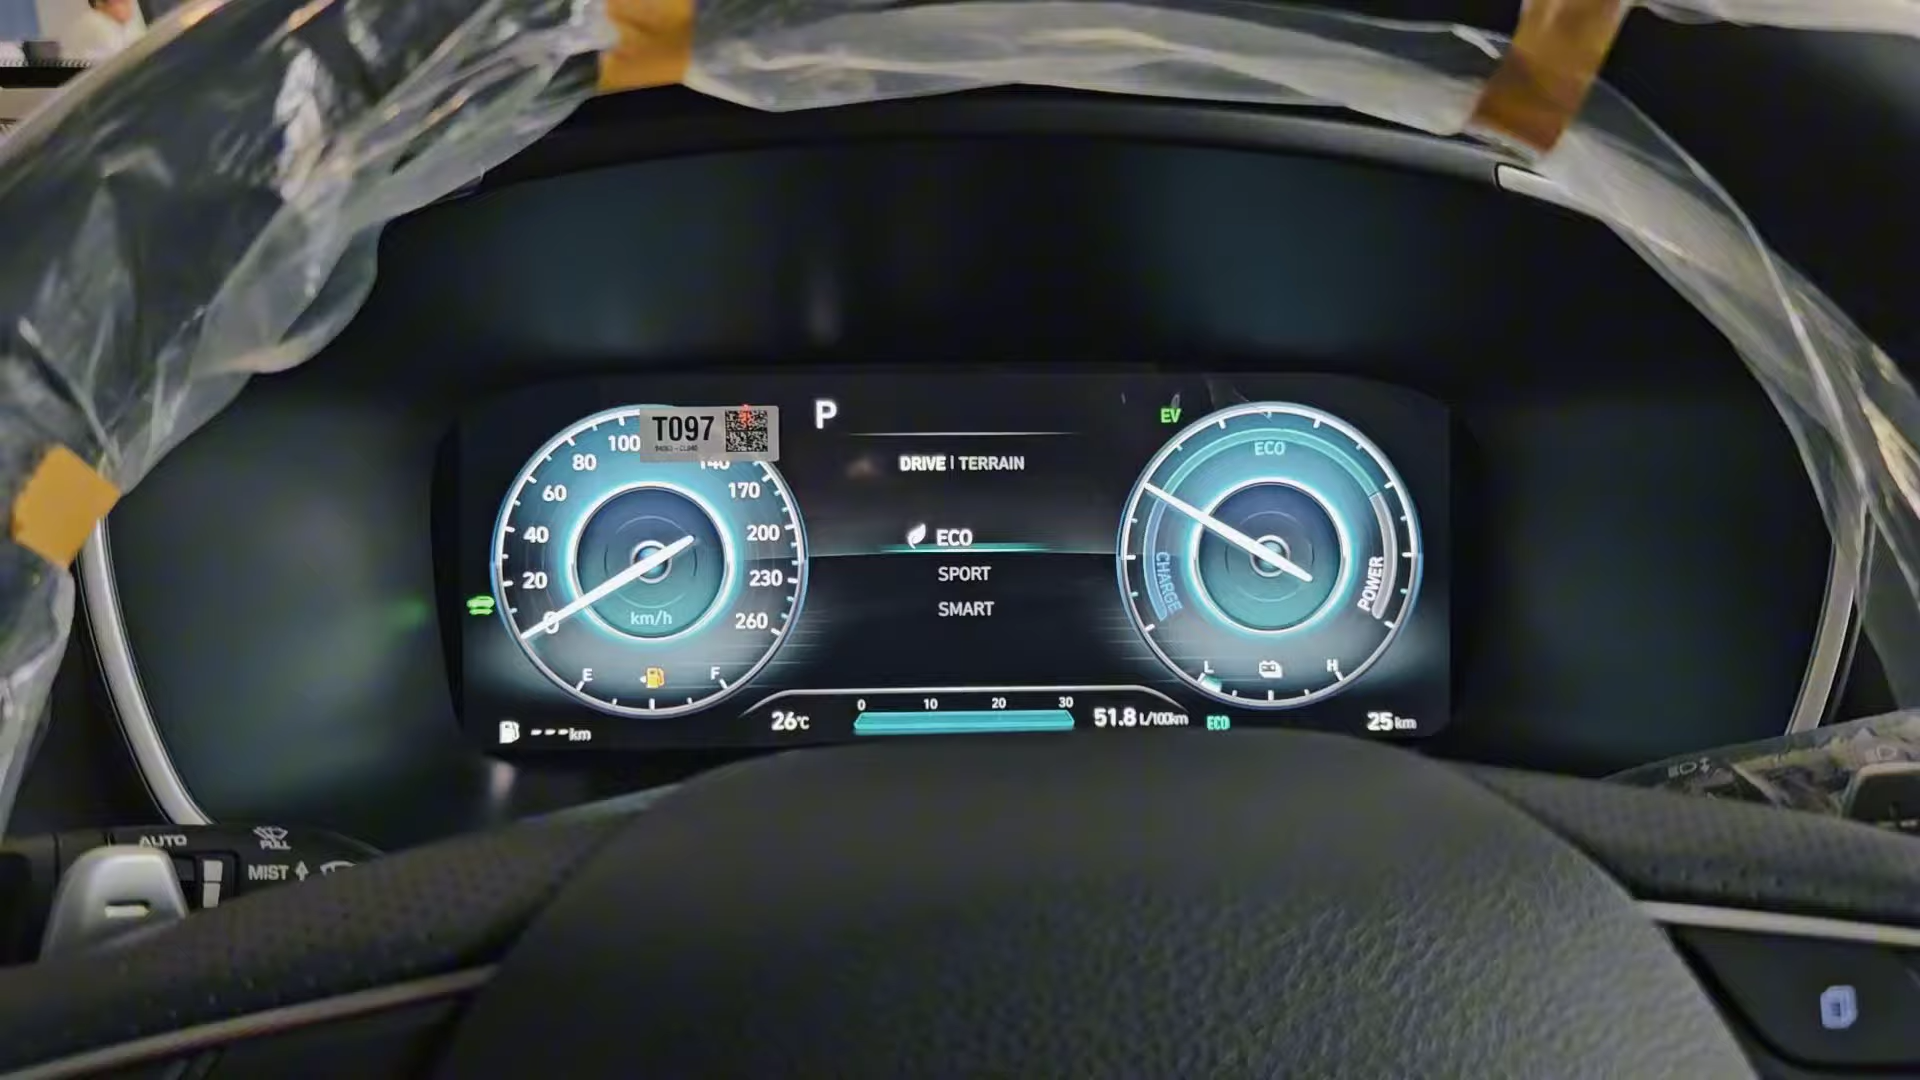 T097
P
EV
DRIVE | TERRAIN
ECO
SPORT
SMART
0
20
40
60
80
100
140
170
200
230
260
km/h
E
F
ECO
CHARGE
POWER
L
H
---km
26°C
0 10 20 30
51.8 L/100km
ECO
25 km
AUTO
PULL
MIST